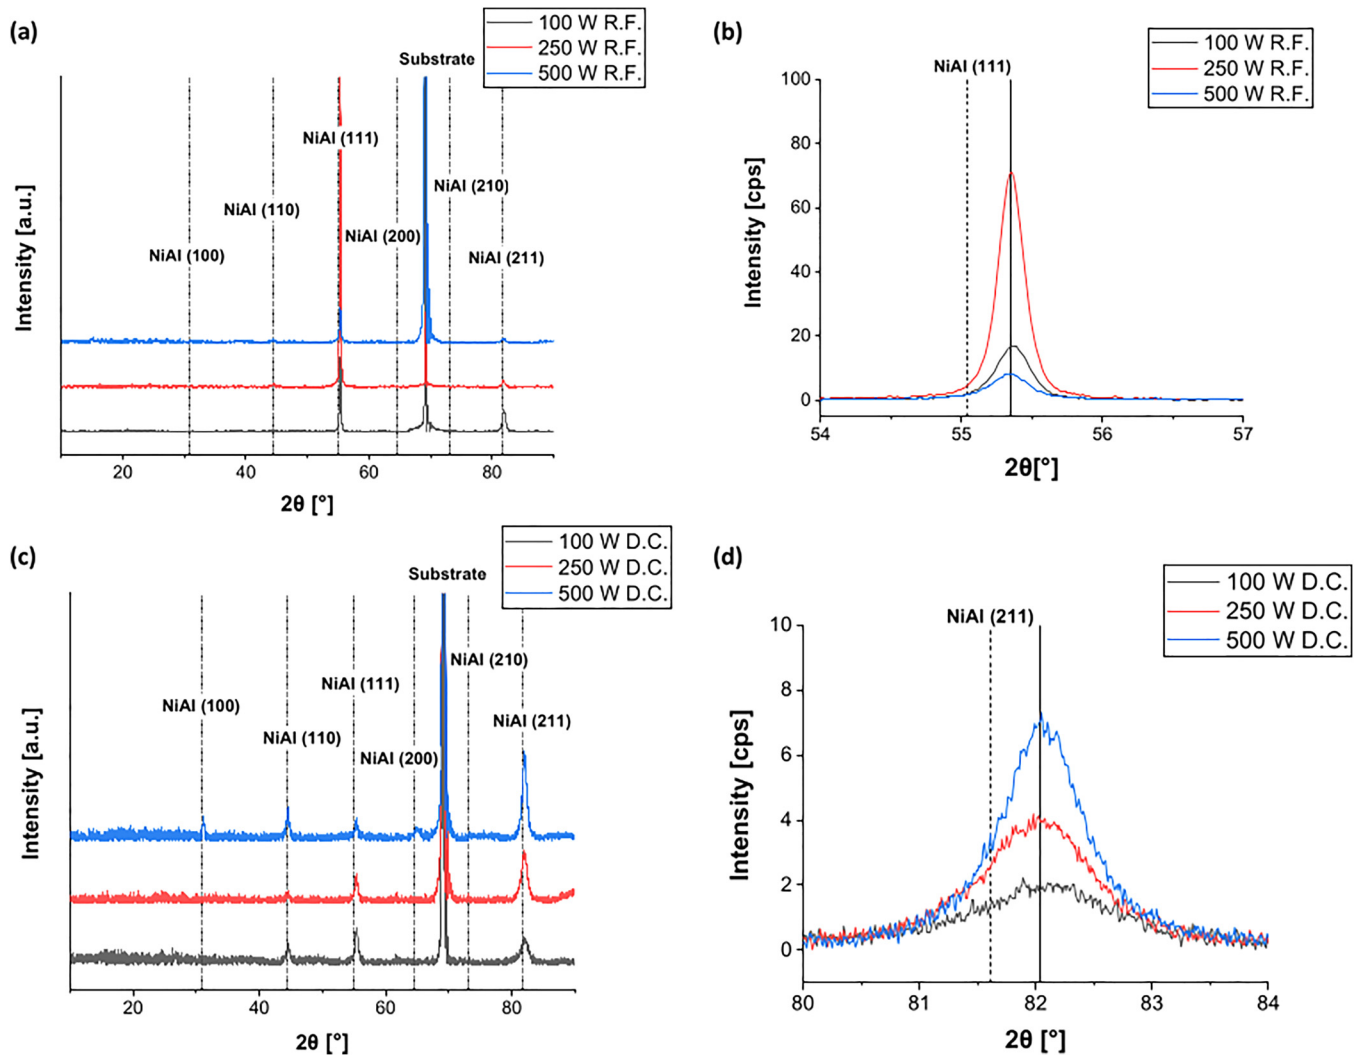 (a)
100 W R.F.
250 W R.F.
500 W R.F.
Substrate
NiAl (111)
NiAl (210)
NiAl (110)
NiAl (200)
NiAl (100)
NiAl (211)
Intensity [a.u.]
20
40
60
80
2θ [°]
(b)
100 W R.F.
250 W R.F.
500 W R.F.
NiAl (111)
100
80
60
40
20
0
Intensity [cps]
54
55
56
57
2θ[°]
(c)
100 W D.C.
250 W D.C.
500 W D.C.
Substrate
NiAl (210)
NiAl (111)
NiAl (100)
NiAl (211)
NiAl (110)
NiAl (200)
Intensity [a.u.]
20
40
60
80
2θ [°]
(d)
100 W D.C.
250 W D.C.
500 W D.C.
NiAl (211)
10
8
6
4
2
0
Intensity [cps]
80
81
82
83
84
2θ [°]